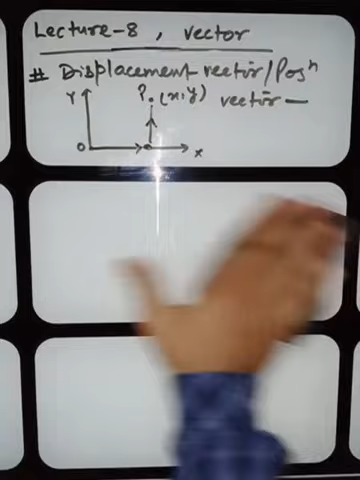 Lecture-8, vector
# Displacement vector/Posⁿ
vector —
Y
P. (x,y)
O
x